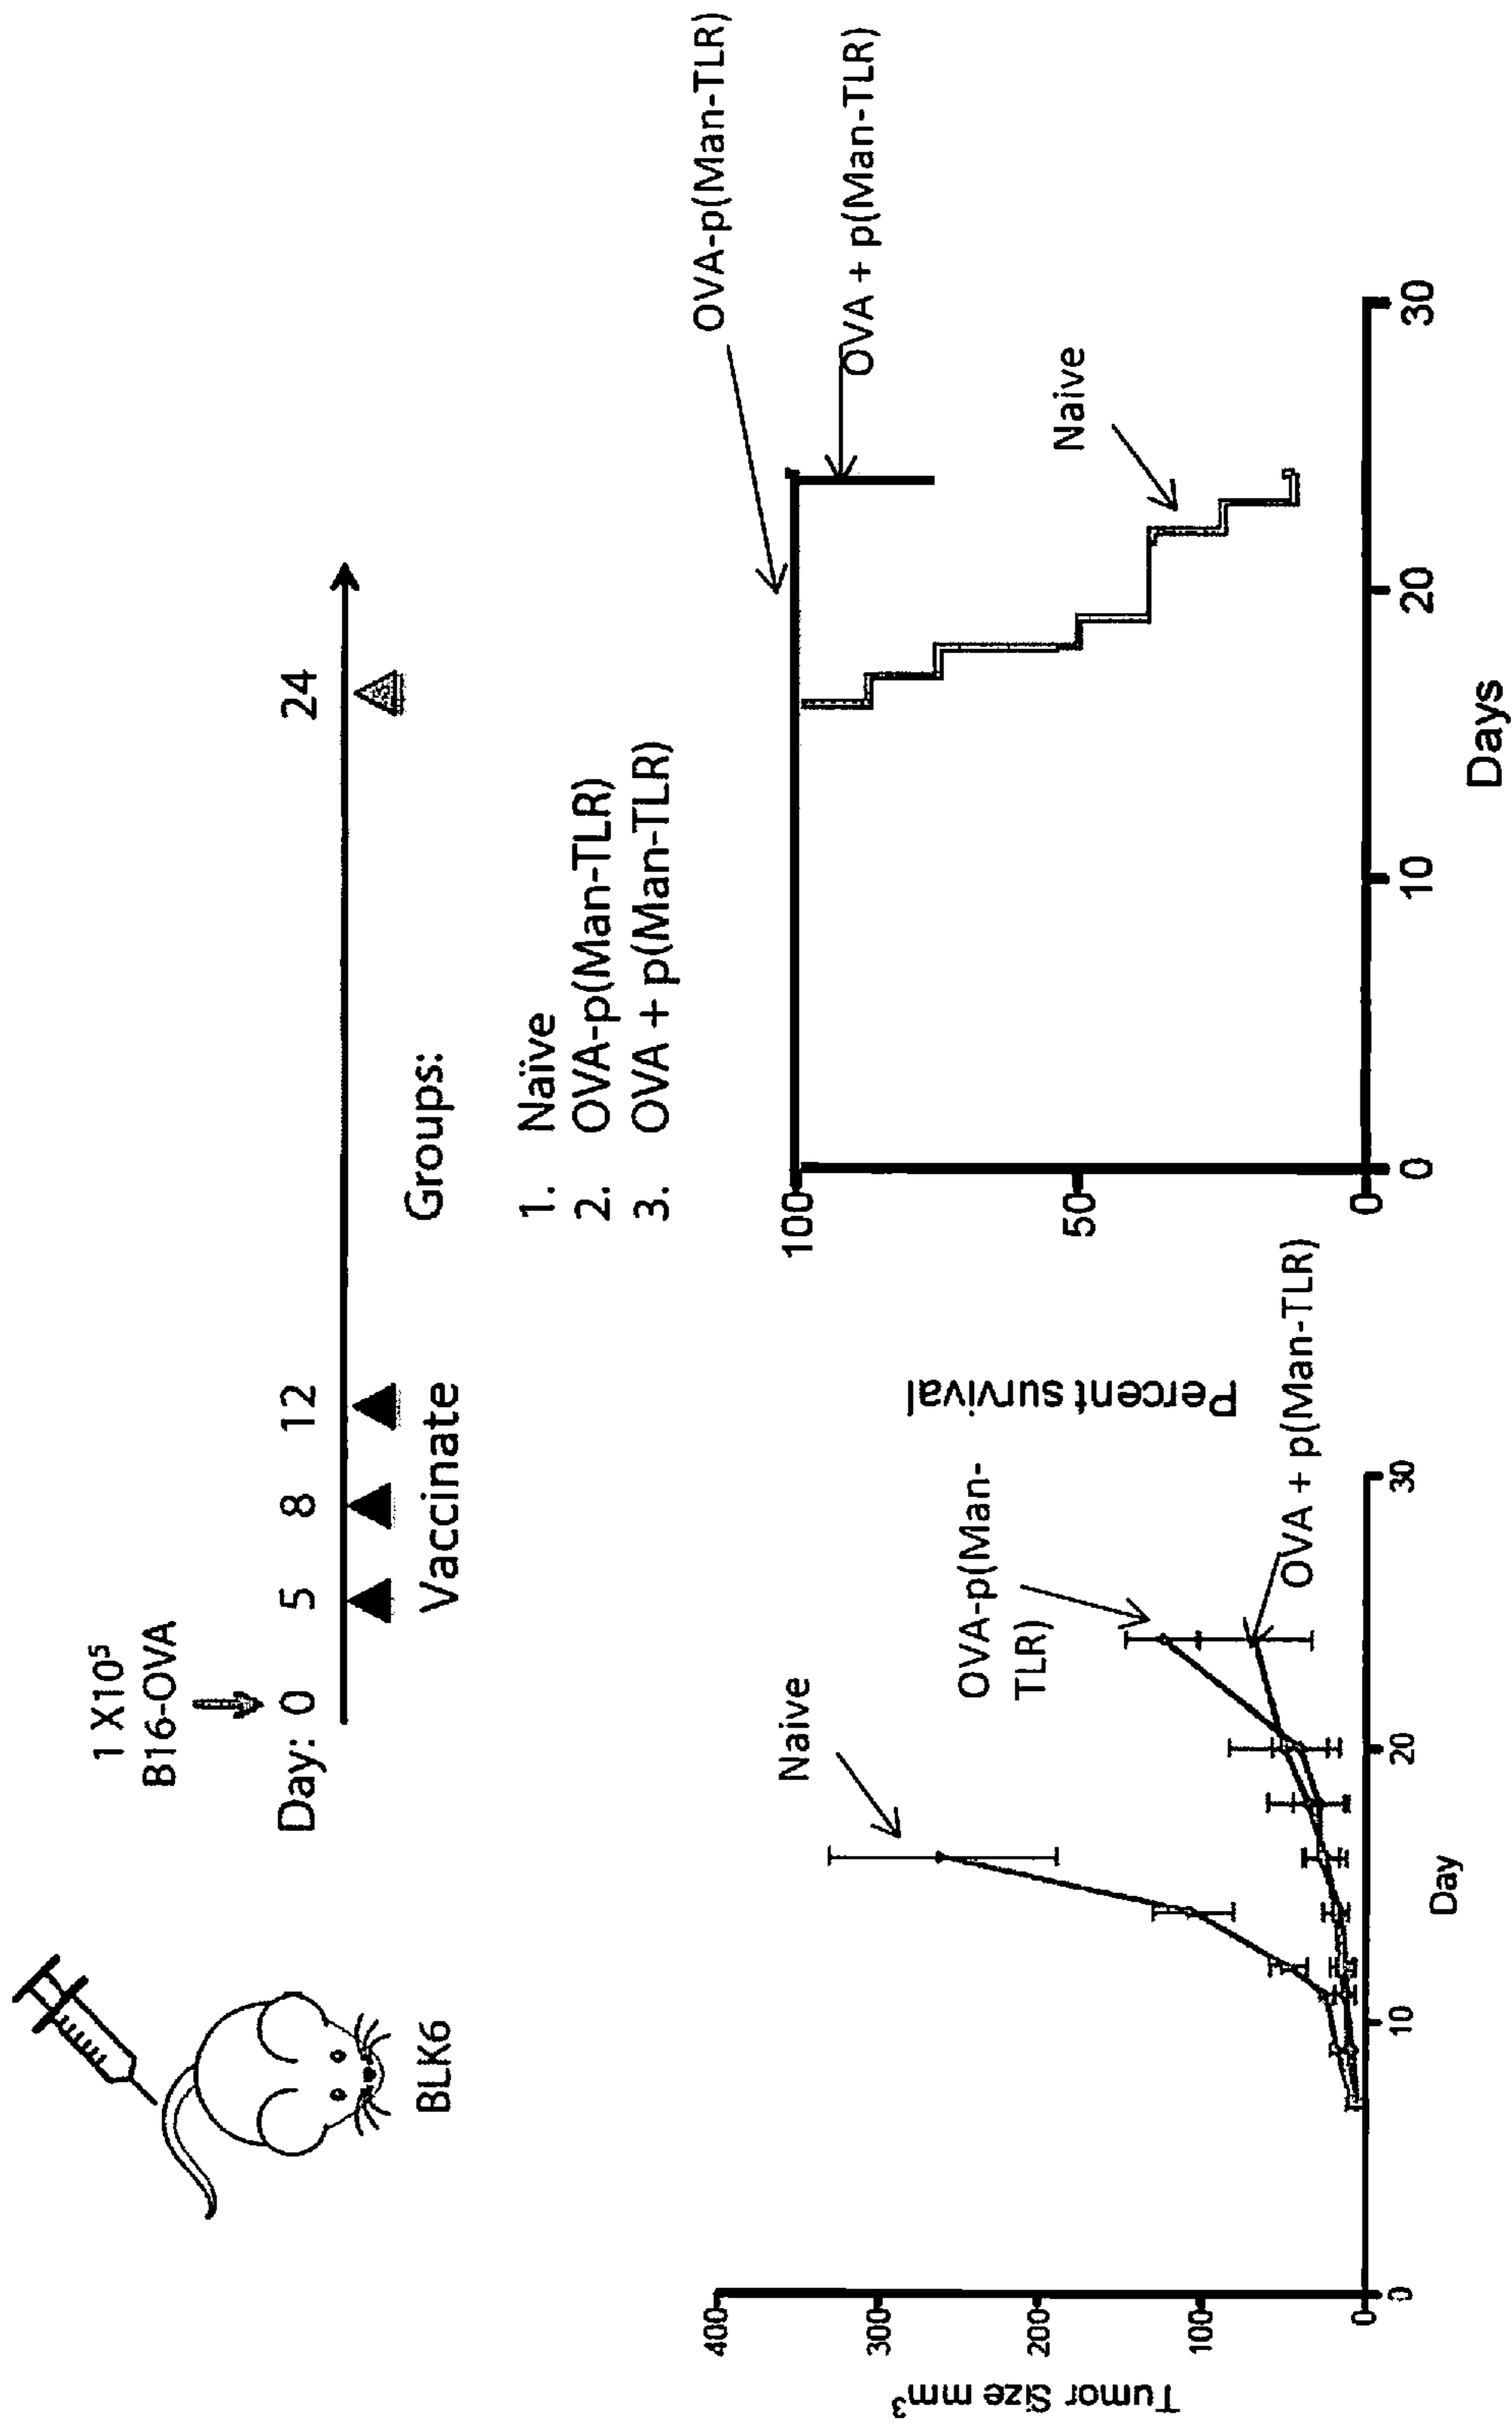 1 X10⁵
B16-OVA
Day: 0 5 8 12 24
Vaccinate
BLK6
Groups:
1. Naïve
2. OVA-p(Man-TLR)
3. OVA + p(Man-TLR)
Tumor Size mm³
400
300
200
100
0
0 10 20 30
Day
Naive
OVA-p(Man-
TLR)
OVA + p(Man-TLR)
Percent survival
100
50
0
0 10 20 30
Days
OVA-p(Man-TLR)
OVA + p(Man-TLR)
Naive